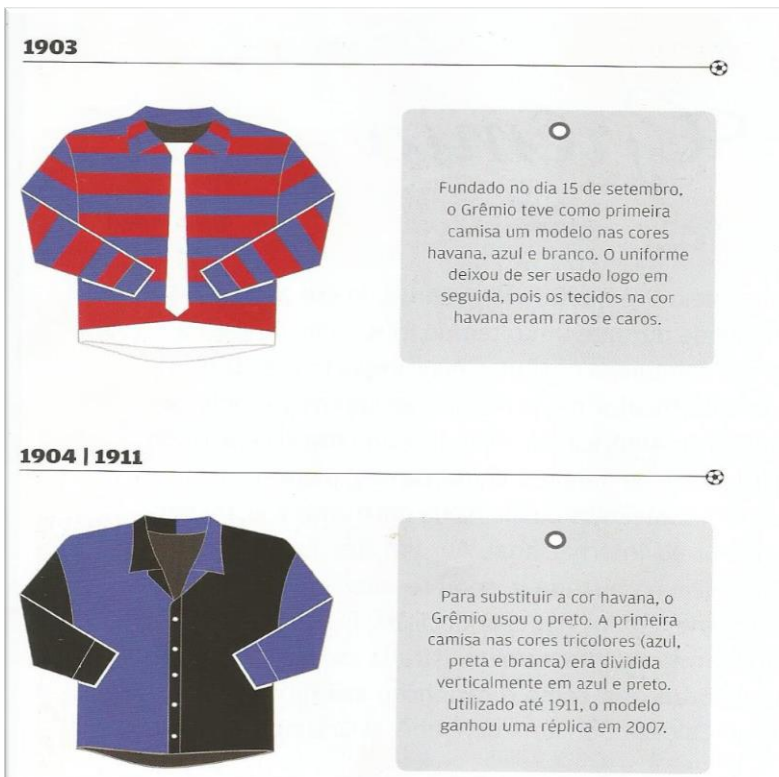 1903
Fundado no dia 15 de setembro,
o Grêmio teve como primeira
camisa um modelo nas cores
havana, azul e branco. O uniforme
deixou de ser usado logo em
seguida, pois os tecidos na cor
havana eram raros e caros.
1904 | 1911
Para substituir a cor havana, o
Grêmio usou o preto. A primeira
camisa nas cores tricolores (azul,
preta e branca) era dividida
verticalmente em azul e preto.
Utilizado até 1911, o modelo
ganhou uma réplica em 2007.